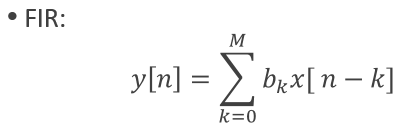 • FIR:
y[n] = ∑_{k=0}^{M} b_k x[ n − k]